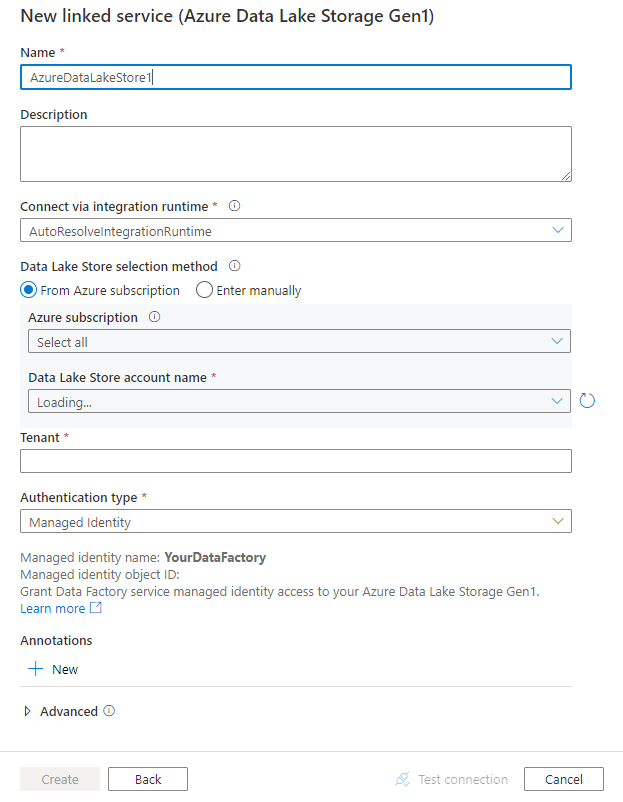 New linked service (Azure Data Lake Storage Gen1)
Name *
AzureDataLakeStore1
Description
Connect via integration runtime *
AutoResolveIntegrationRuntime
Data Lake Store selection method
From Azure subscription Enter manually
Azure subscription
Select all
Data Lake Store account name *
Loading...
Tenant *
Authentication type *
Managed Identity
Managed identity name: YourDataFactory
Managed identity object ID:
Grant Data Factory service managed identity access to your Azure Data Lake Storage Gen1.
Learn more
Annotations
New
Advanced
Create Back Test connection Cancel